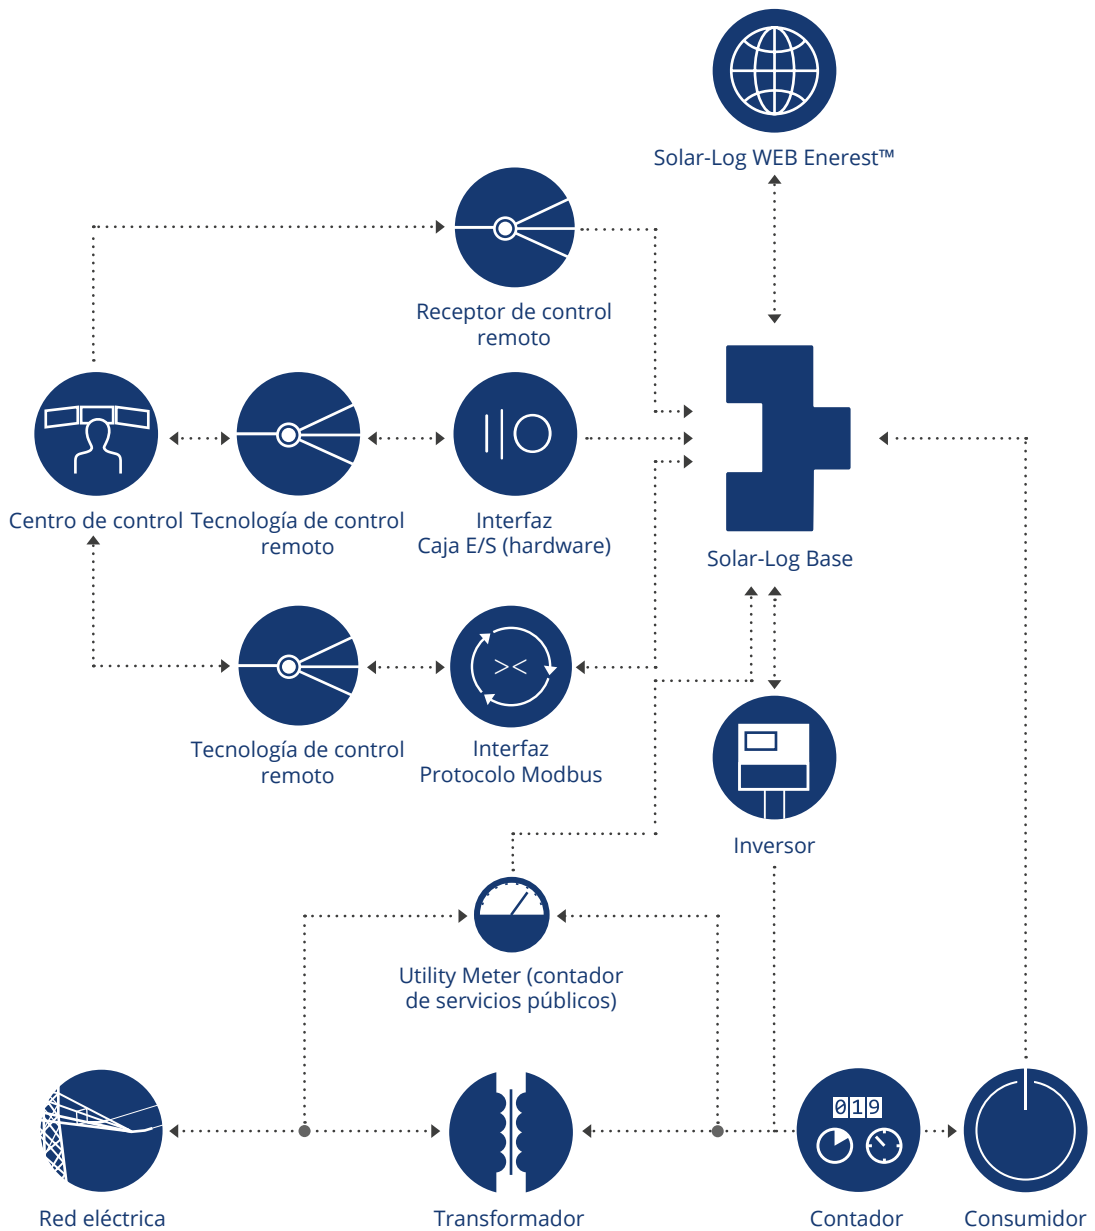 Solar-Log WEB Enerest™
Receptor de control
remoto
Centro de control
Tecnología de control
remoto
Interfaz
Caja E/S (hardware)
Solar-Log Base
Tecnología de control
remoto
Interfaz
Protocolo Modbus
Inversor
Utility Meter (contador
de servicios públicos)
019
Red eléctrica
Transformador
Contador
Consumidor